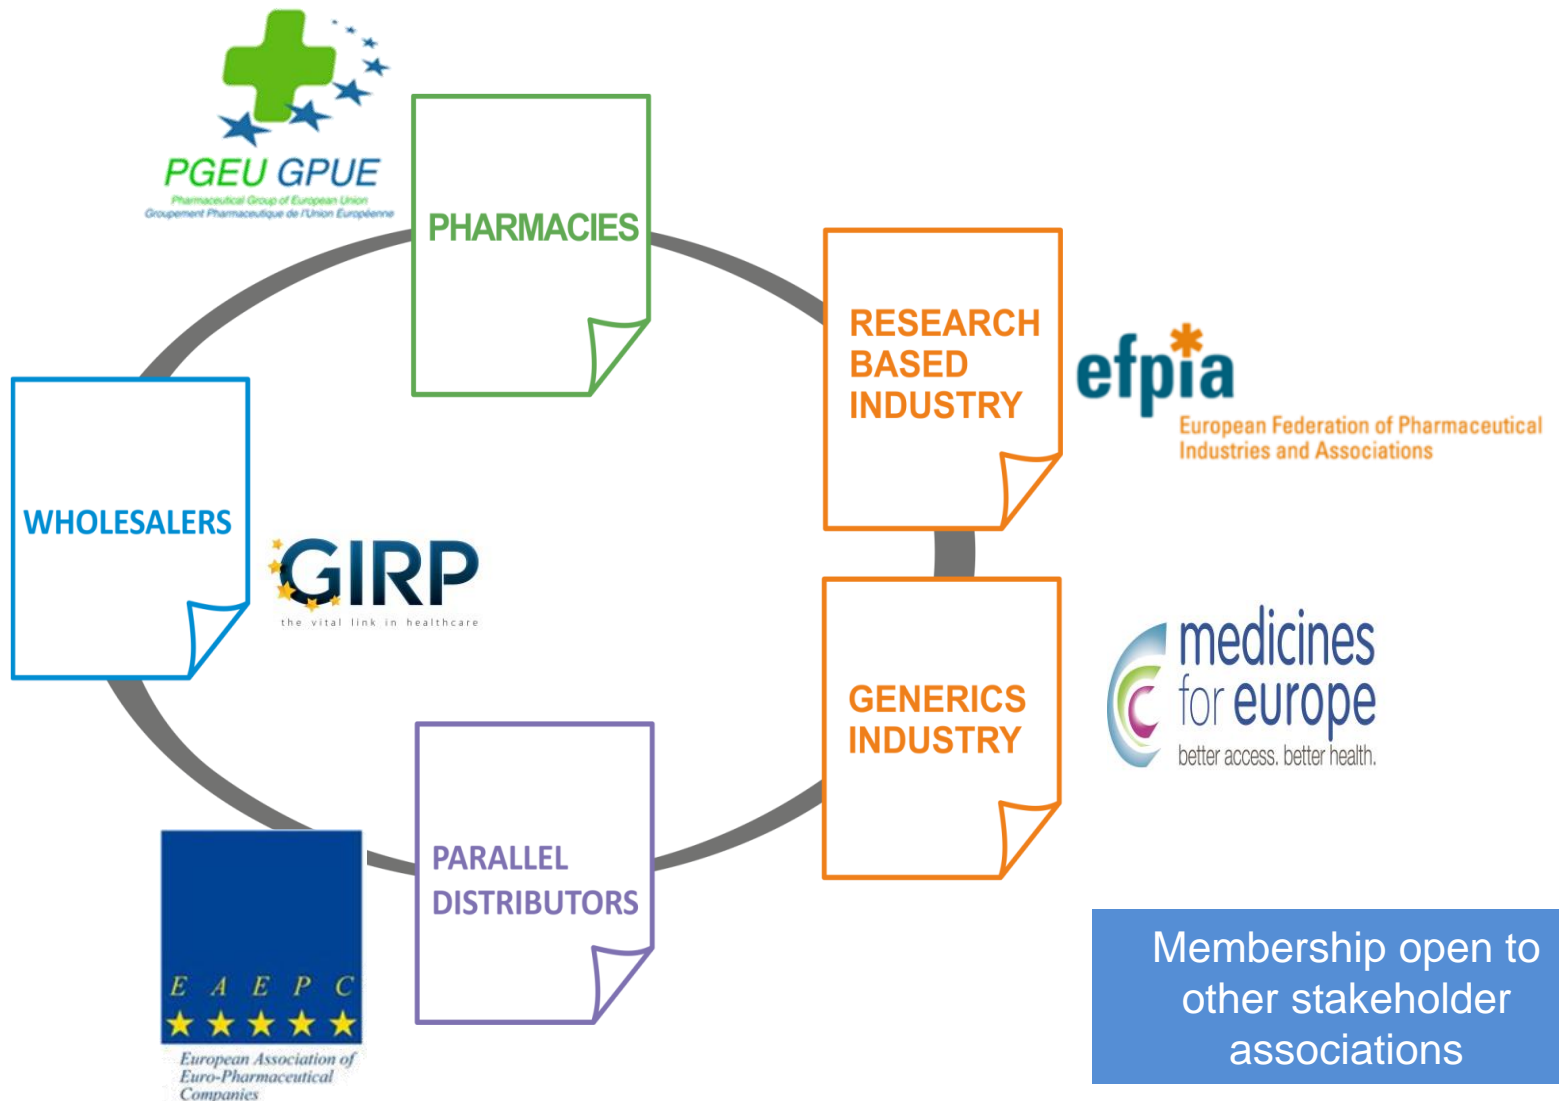 PGEU GPUE
Pharmaceutical Group of European Union
Groupement Pharmaceutique de l'Union Européenne
PHARMACIES
RESEARCH
BASED
INDUSTRY
efpia
European Federation of Pharmaceutical
Industries and Associations
WHOLESALERS
GIRP
the vital link in healthcare
medicines
for europe
better access. better health.
GENERICS
INDUSTRY
PARALLEL
DISTRIBUTORS
E A E P C
European Association of
Euro-Pharmaceutical
Companies
Membership open to
other stakeholder
associations